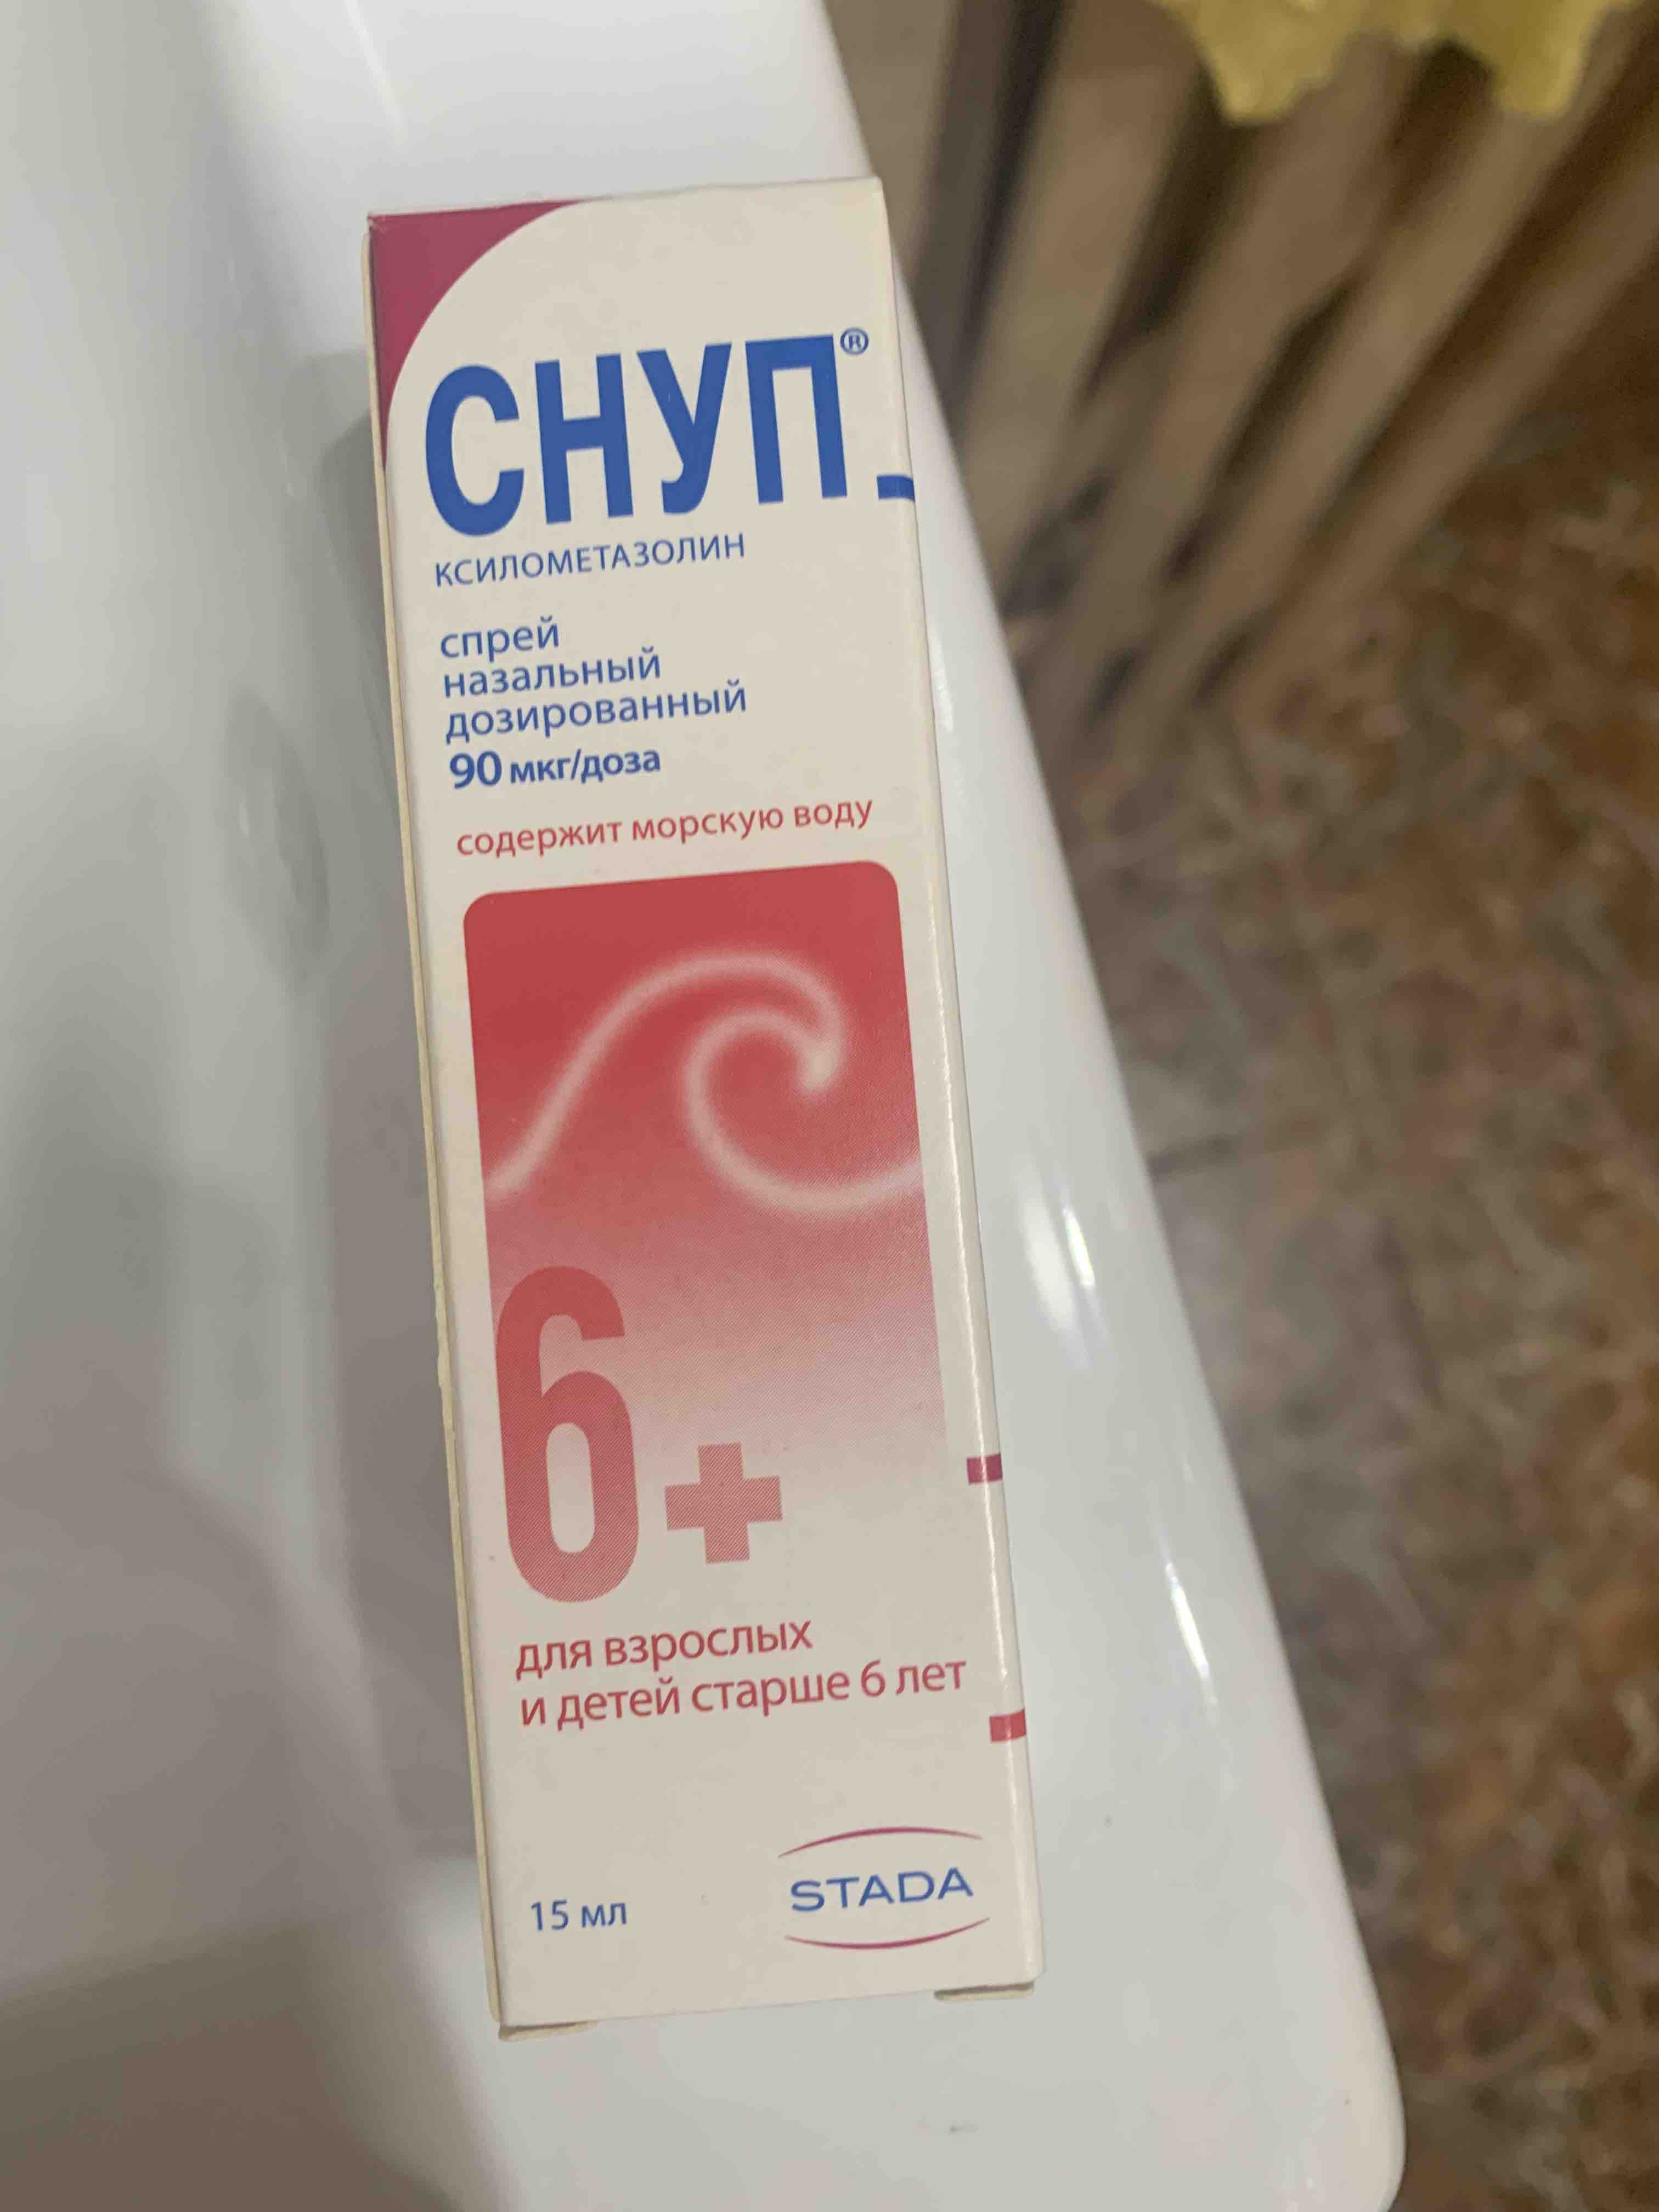 СНУП®
КСИЛОМЕТАЗОЛИН
спрей
назальный
дозированный
90 мкг/доза
содержит морскую воду
6+
для взрослых
и детей старше 6 лет
15 мл
STADA